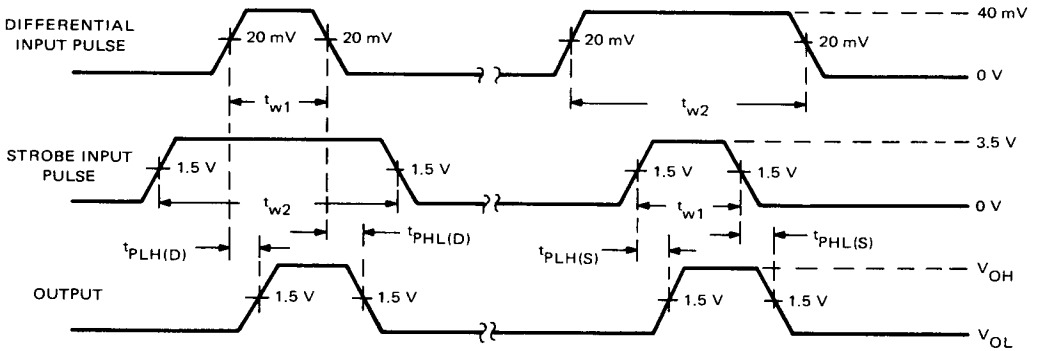 DIFFERENTIAL
INPUT PULSE
20 mV
20 mV
20 mV
20 mV
40 mV
0 V
tw1
tw2
STROBE INPUT
PULSE
1.5 V
1.5 V
1.5 V
1.5 V
3.5 V
0 V
tw2
tw1
tPLH(D)
tPHL(D)
tPLH(S)
tPHL(S)
OUTPUT
1.5 V
1.5 V
1.5 V
1.5 V
VOH
VOL